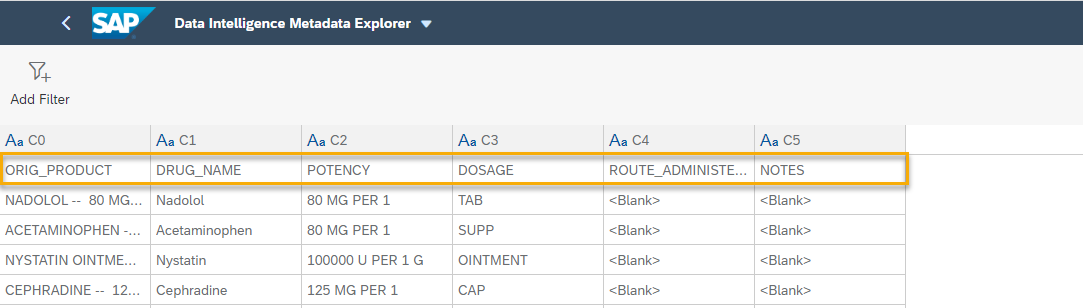 SAP Data Intelligence Metadata Explorer
Add Filter
Aa C0 Aa C1 Aa C2 Aa C3 Aa C4 Aa C5
ORIG_PRODUCT DRUG_NAME POTENCY DOSAGE ROUTE_ADMINISTE... NOTES
NADOLOL -- 80 MG... Nadolol 80 MG PER 1 TAB <Blank> <Blank>
ACETAMINOPHEN -... Acetaminophen 80 MG PER 1 SUPP <Blank> <Blank>
NYSTATIN OINTME... Nystatin 100000 U PER 1 G OINTMENT <Blank> <Blank>
CEPHRADINE -- 12... Cephradine 125 MG PER 1 CAP <Blank> <Blank>